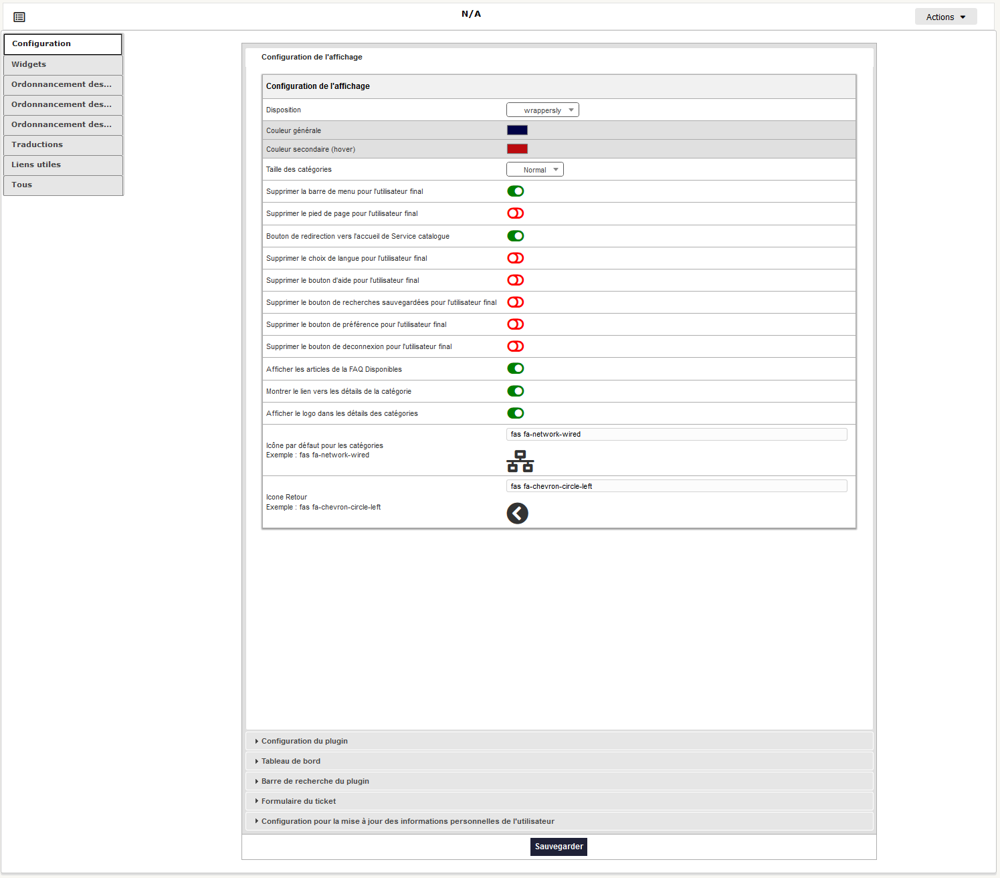 N/A
Actions
Configuration
Widgets
Ordonnancement des...
Ordonnancement des...
Ordonnancement des...
Traductions
Liens utiles
Tous
Configuration de l'affichage
Configuration de l'affichage
Disposition
wrappersly
Couleur générale
Couleur secondaire (hover)
Taille des catégories
Normal
Supprimer la barre de menu pour l'utilisateur final
Supprimer le pied de page pour l'utilisateur final
Bouton de redirection vers l'accueil de Service catalogue
Supprimer le choix de langue pour l'utilisateur final
Supprimer le bouton d'aide pour l'utilisateur final
Supprimer le bouton de recherches sauvegardées pour l'utilisateur final
Supprimer le bouton de préférence pour l'utilisateur final
Supprimer le bouton de deconnexion pour l'utilisateur final
Afficher les articles de la FAQ Disponibles
Montrer le lien vers les détails de la catégorie
Afficher le logo dans les détails des catégories
Icône par défaut pour les catégories
Exemple : fas fa-network-wired
fas fa-network-wired
Icone Retour
Exemple : fas fa-chevron-circle-left
fas fa-chevron-circle-left
Configuration du plugin
Tableau de bord
Barre de recherche du plugin
Formulaire du ticket
Configuration pour la mise à jour des informations personnelles de l'utilisateur
Sauvegarder